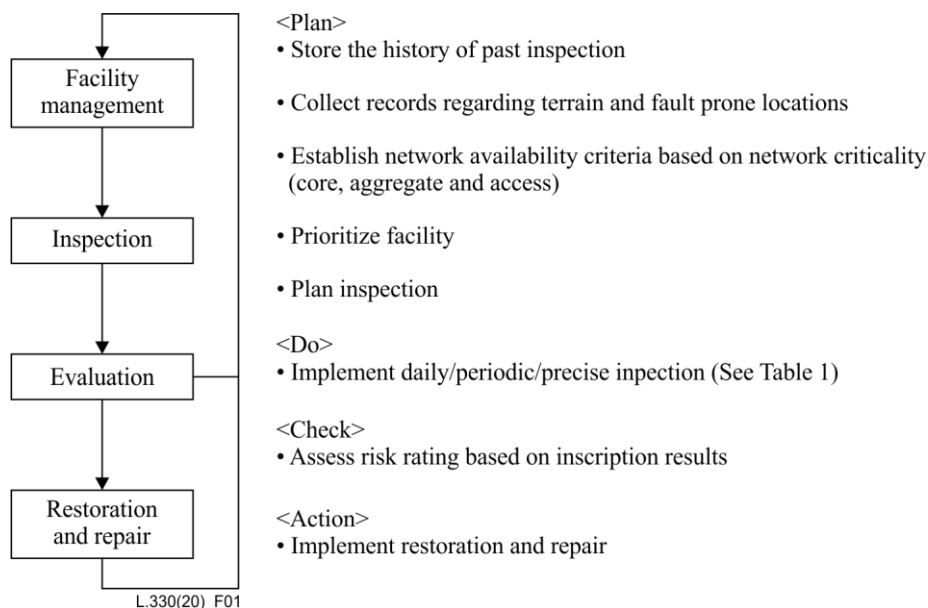 Facility
management
Inspection
Evaluation
Restoration
and repair
<Plan>
• Store the history of past inspection
• Collect records regarding terrain and fault prone locations
• Establish network availability criteria based on network criticality
(core, aggregate and access)
• Prioritize facility
• Plan inspection
<Do>
• Implement daily/periodic/precise inpection (See Table 1)
<Check>
• Assess risk rating based on inscription results
<Action>
• Implement restoration and repair
L.330(20)_F01